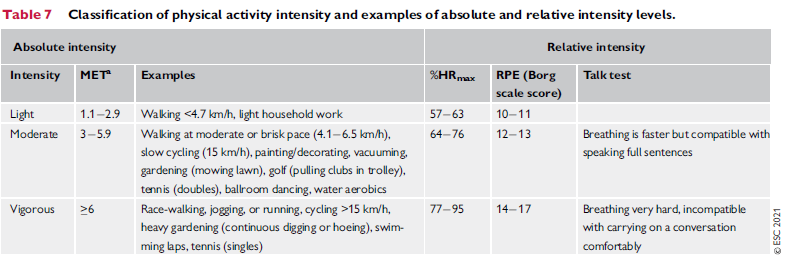 Table 7 Classification of physical activity intensity and examples of absolute and relative intensity levels.
Absolute intensity Relative intensity
Intensity METa Examples %HRmax RPE (Borg scale score) Talk test
Light 1.1–2.9 Walking <4.7 km/h, light household work 57–63 10–11
Moderate 3–5.9 Walking at moderate or brisk pace (4.1–6.5 km/h), 64–76 12–13 Breathing is faster but compatible with
slow cycling (15 km/h), painting/decorating, vacuuming, speaking full sentences
gardening (mowing lawn), golf (pulling clubs in trolley),
tennis (doubles), ballroom dancing, water aerobics
Vigorous ≥6 Race-walking, jogging, or running, cycling >15 km/h, 77–95 14–17 Breathing very hard, incompatible
heavy gardening (continuous digging or hoeing), swim- with carrying on a conversation
ming laps, tennis (singles) comfortably
© ESC 2021